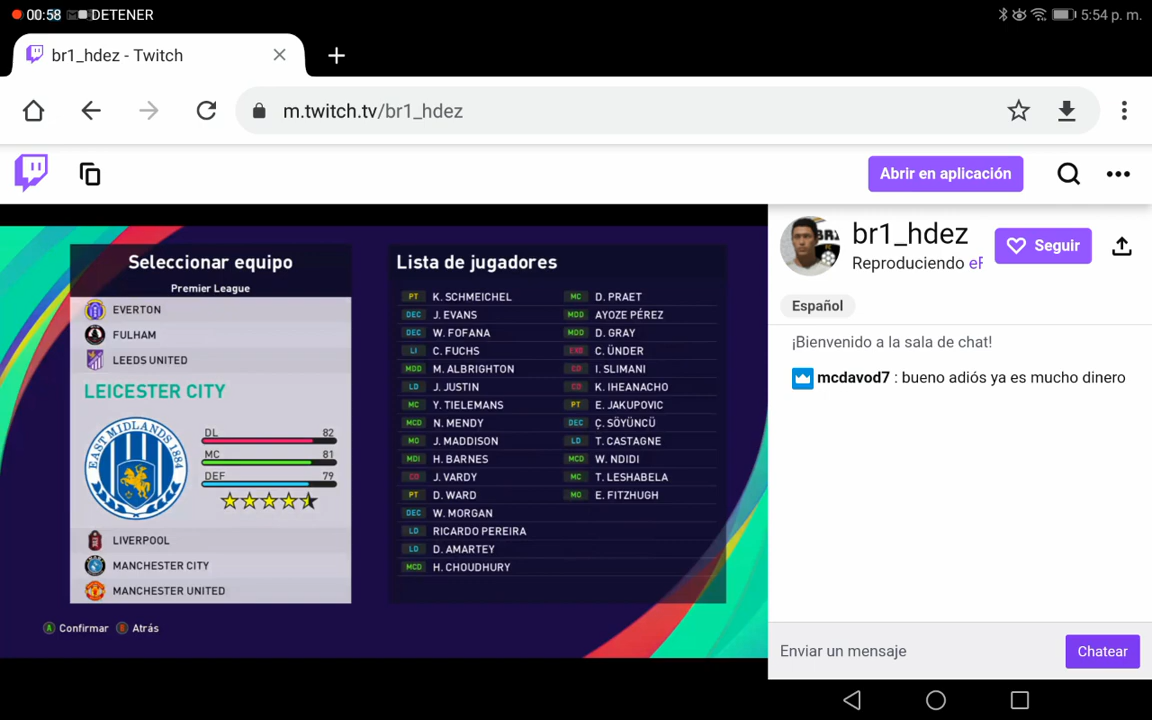 00:58 DETENER
5:54 p. m.
br1_hdez - Twitch
m.twitch.tv/br1_hdez
Abrir en aplicación
Seleccionar equipo
Premier League
EVERTON
FULHAM
LEEDS UNITED
LEICESTER CITY
EAST MIDLANDS 1884
DL 82
MC 81
DEF 79
LIVERPOOL
MANCHESTER CITY
MANCHESTER UNITED
A Confirmar B Atrás
Lista de jugadores
PT K. SCHMEICHEL
DEC J. EVANS
DEC W. FOFANA
LI C. FUCHS
MDD M. ALBRIGHTON
LD J. JUSTIN
MC Y. TIELEMANS
MCD N. MENDY
MO J. MADDISON
MDI H. BARNES
CD J. VARDY
PT D. WARD
DEC W. MORGAN
LD RICARDO PEREIRA
LD D. AMARTEY
MCD H. CHOUDHURY
MC D. PRAET
MDD AYOZE PÉREZ
MDD D. GRAY
EXD C. ÜNDER
CD I. SLIMANI
CD K. IHEANACHO
PT E. JAKUPOVIC
DEC Ç. SÖYÜNCÜ
LD T. CASTAGNE
MCD W. NDIDI
MC T. LESHABELA
MO E. FITZHUGH
br1_hdez
Reproduciendo eF
Seguir
Español
¡Bienvenido a la sala de chat!
mcdavod7 : bueno adiós ya es mucho dinero
Enviar un mensaje
Chatear